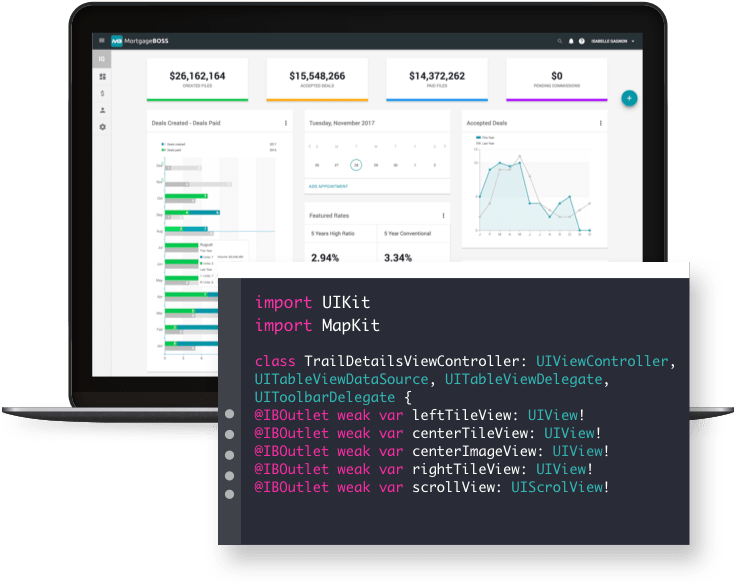 MortgageBOSS
ISABELLE GAGNON
$26,162,164
CREATED FILES
$15,548,266
ACCEPTED DEALS
$14,372,262
PAID FILES
$0
PENDING COMMISSIONS
Deals Created - Deals Paid
Tuesday, November 2017
26 27 28 29 30 1 2
ADD APPOINTMENT
Featured Rates
5 Years High Ratio
5 Year Conventional
2.94%
3.34%
Accepted Deals
This Year
Last Year
import UIKit
import MapKit
class TrailDetailsViewController: UIViewController,
UITableViewDataSource, UITableViewDelegate,
UIToolbarDelegate {
@IBOutlet weak var leftTileView: UIView!
@IBOutlet weak var centerTileView: UIView!
@IBOutlet weak var centerImageView: UIView!
@IBOutlet weak var rightTileView: UIView!
@IBOutlet weak var scrollView: UIScrolView!